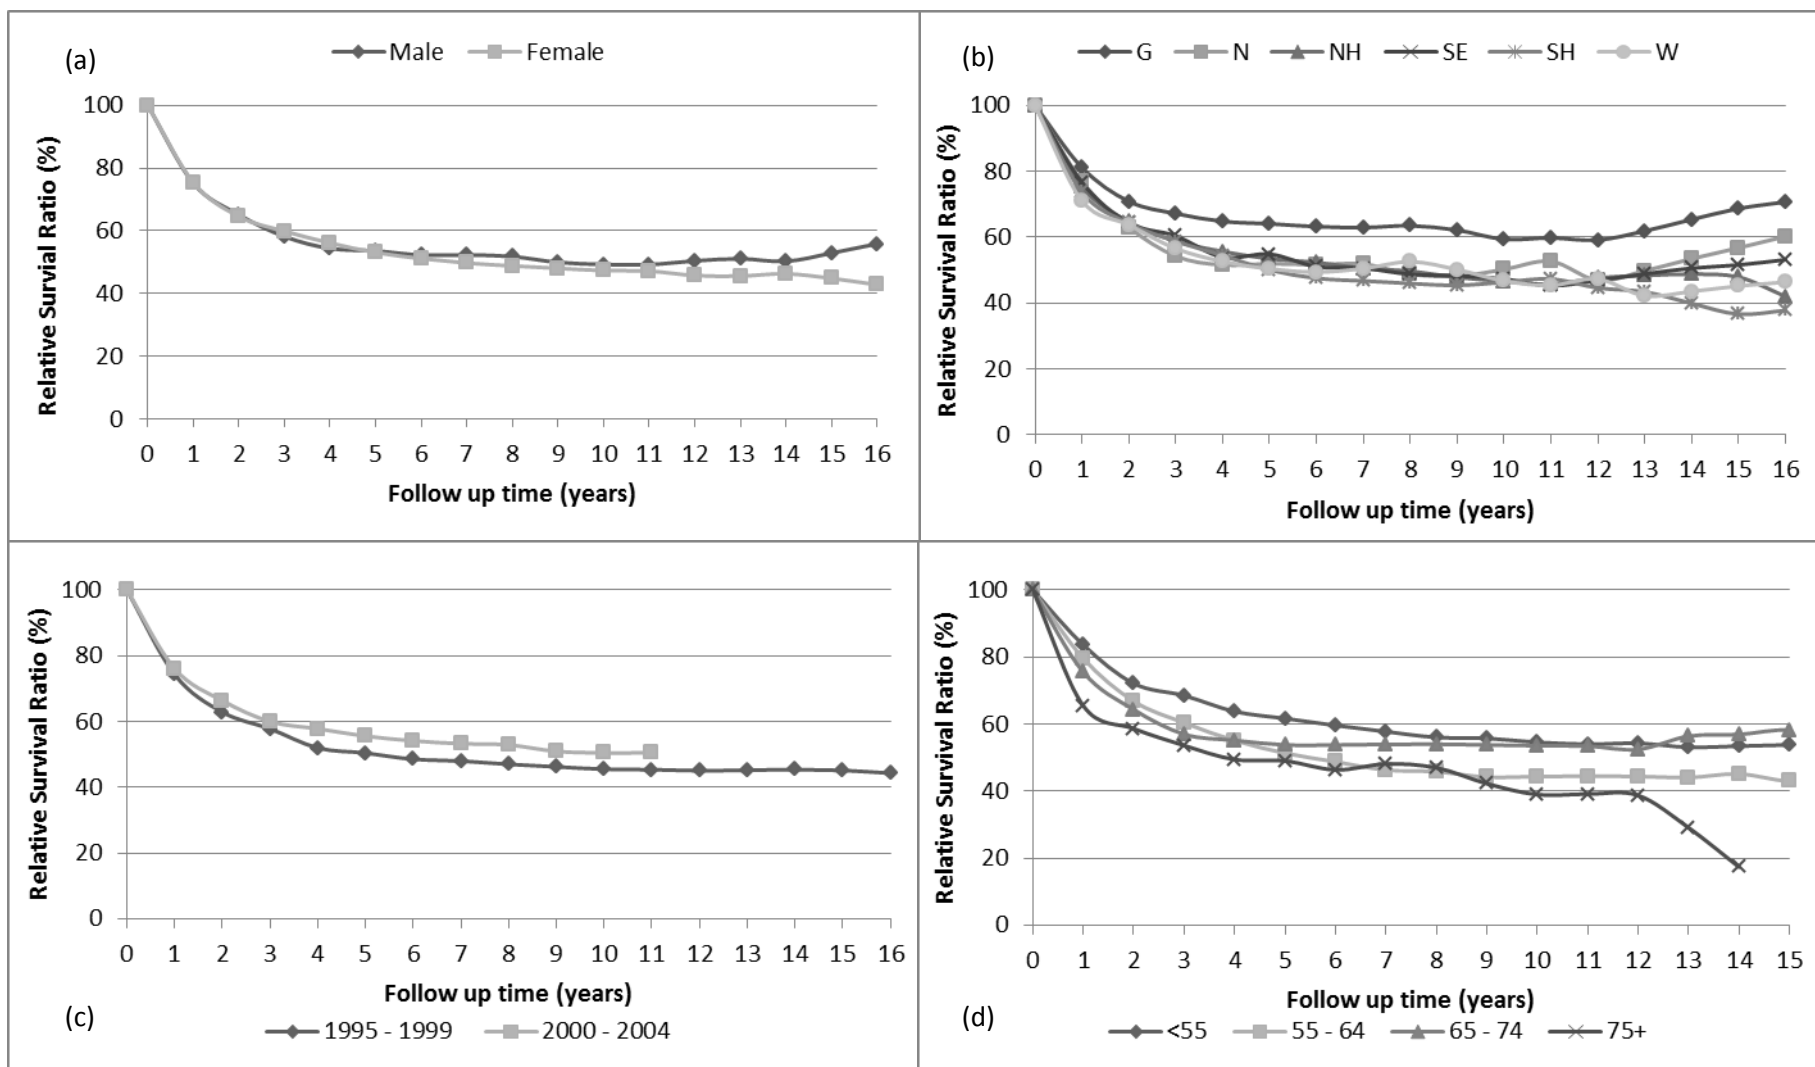 (a)
Male Female
100
80
60
40
20
0
Relative Survival Ratio (%)
0 1 2 3 4 5 6 7 8 9 10 11 12 13 14 15 16
Follow up time (years)
(b)
G N NH SE SH W
100
80
60
40
20
0
Relative Survival Ratio (%)
0 1 2 3 4 5 6 7 8 9 10 11 12 13 14 15 16
Follow up time (years)
100
80
60
40
20
0
Relative Survival Ratio (%)
0 1 2 3 4 5 6 7 8 9 10 11 12 13 14 15 16
Follow up time (years)
(c)
1995 - 1999 2000 - 2004
100
80
60
40
20
0
Relative Survival Ratio (%)
0 1 2 3 4 5 6 7 8 9 10 11 12 13 14 15
Follow up time (years)
(d)
<55 55 - 64 65 - 74 75+